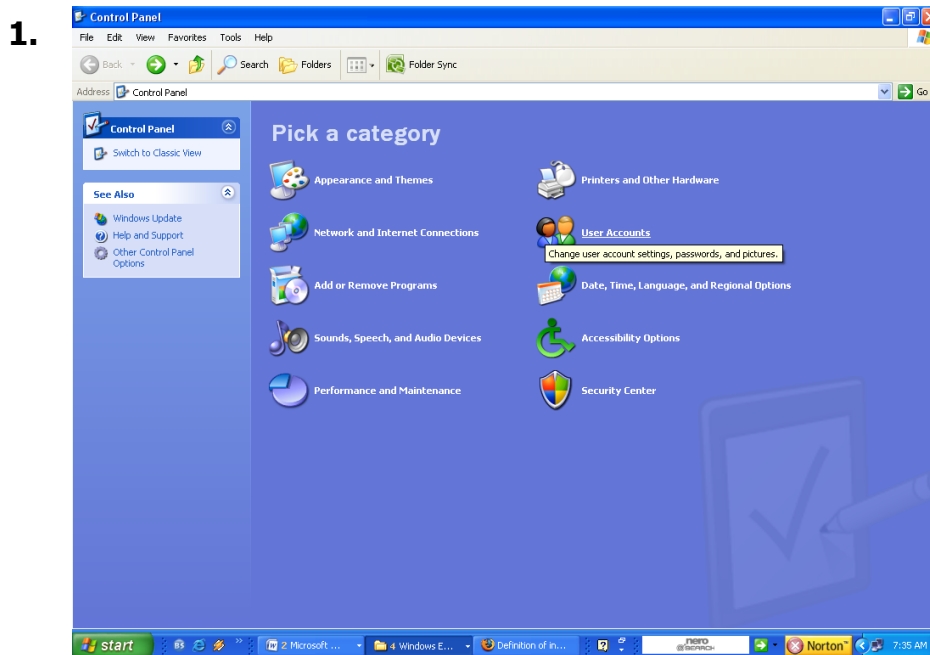 1.
Control Panel
File Edit View Favorites Tools Help
Back Search Folders Folder Sync
Address Control Panel Go
Control Panel
Switch to Classic View
See Also
Windows Update
Help and Support
Other Control Panel
Options
Pick a category
Appearance and Themes
Printers and Other Hardware
Network and Internet Connections
User Accounts
Change user account settings, passwords, and pictures.
Add or Remove Programs
Date, Time, Language, and Regional Options
Sounds, Speech, and Audio Devices
Accessibility Options
Performance and Maintenance
Security Center
start 2 Microsoft ... 4 Windows E... Definition of in... nero SEARCH Norton™ 7:35 AM